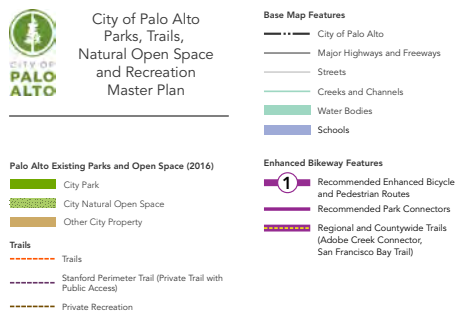 CITY OF
PALO
ALTO
City of Palo Alto
Parks, Trails,
Natural Open Space
and Recreation
Master Plan
Palo Alto Existing Parks and Open Space (2016)
City Park
City Natural Open Space
Other City Property
Trails
Trails
Stanford Perimeter Trail (Private Trail with
Public Access)
Private Recreation
Base Map Features
City of Palo Alto
Major Highways and Freeways
Streets
Creeks and Channels
Water Bodies
Schools
Enhanced Bikeway Features
1
Recommended Enhanced Bicycle
and Pedestrian Routes
Recommended Park Connectors
Regional and Countywide Trails
(Adobe Creek Connector,
San Francisco Bay Trail)